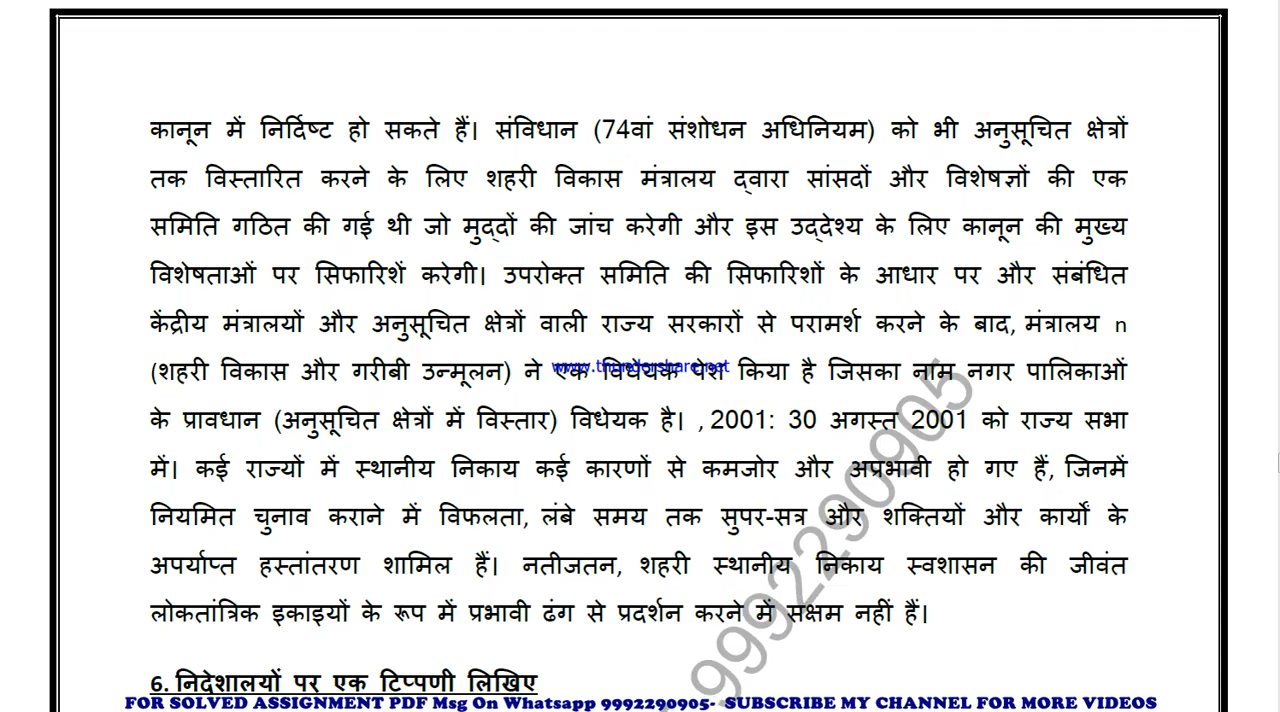 कानून में निर्दिष्ट हो सकते हैं। संविधान (74वां संशोधन अधिनियम) को भी अनुसूचित क्षेत्रों
तक विस्तारित करने के लिए शहरी विकास मंत्रालय द्वारा सांसदों और विशेषज्ञों की एक
समिति गठित की गई थी जो मुद्दों की जांच करेगी और इस उद्देश्य के लिए कानून की मुख्य
विशेषताओं पर सिफारिशें करेगी। उपरोक्त समिति की सिफारिशों के आधार पर और संबंधित
केंद्रीय मंत्रालयों और अनुसूचित क्षेत्रों वाली राज्य सरकारों से परामर्श करने के बाद, मंत्रालय n
(शहरी विकास और गरीबी उन्मूलन) ने एक विधेयक पेश किया है जिसका नाम नगर पालिकाओं
www.thundershare.net
के प्रावधान (अनुसूचित क्षेत्रों में विस्तार) विधेयक है। , 2001: 30 अगस्त 2001 को राज्य सभा
में। कई राज्यों में स्थानीय निकाय कई कारणों से कमजोर और अप्रभावी हो गए हैं, जिनमें
नियमित चुनाव कराने में विफलता, लंबे समय तक सुपर-सत्र और शक्तियों और कार्यों के
अपर्याप्त हस्तांतरण शामिल हैं। नतीजतन, शहरी स्थानीय निकाय स्वशासन की जीवंत
लोकतांत्रिक इकाइयों के रूप में प्रभावी ढंग से प्रदर्शन करने में सक्षम नहीं हैं।
9992290905
6. निदेशालयों पर एक टिप्पणी लिखिए
FOR SOLVED ASSIGNMENT PDF Msg On Whatsapp 9992290905- SUBSCRIBE MY CHANNEL FOR MORE VIDEOS